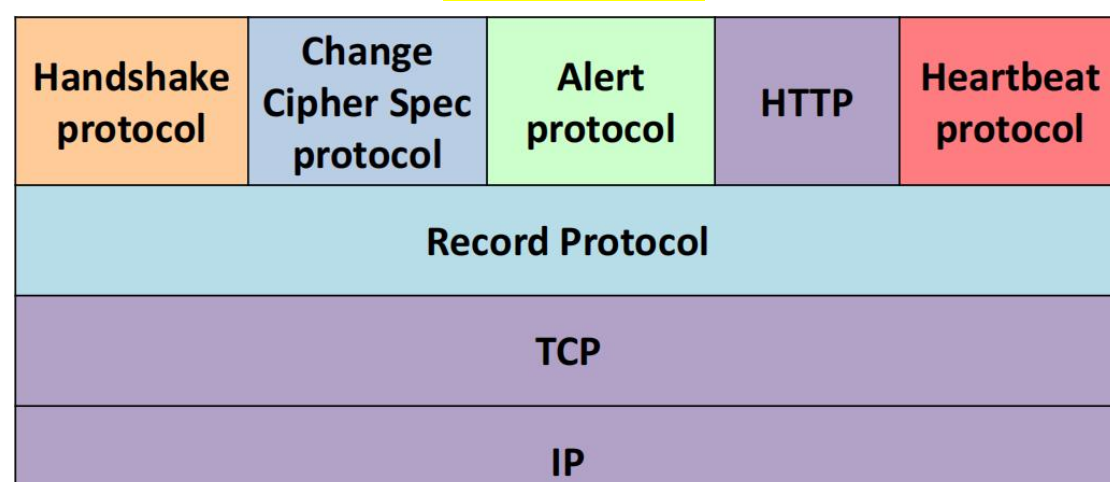 Handshake
protocol
Change
Cipher Spec
protocol
Alert
protocol
HTTP
Heartbeat
protocol
Record Protocol
TCP
IP